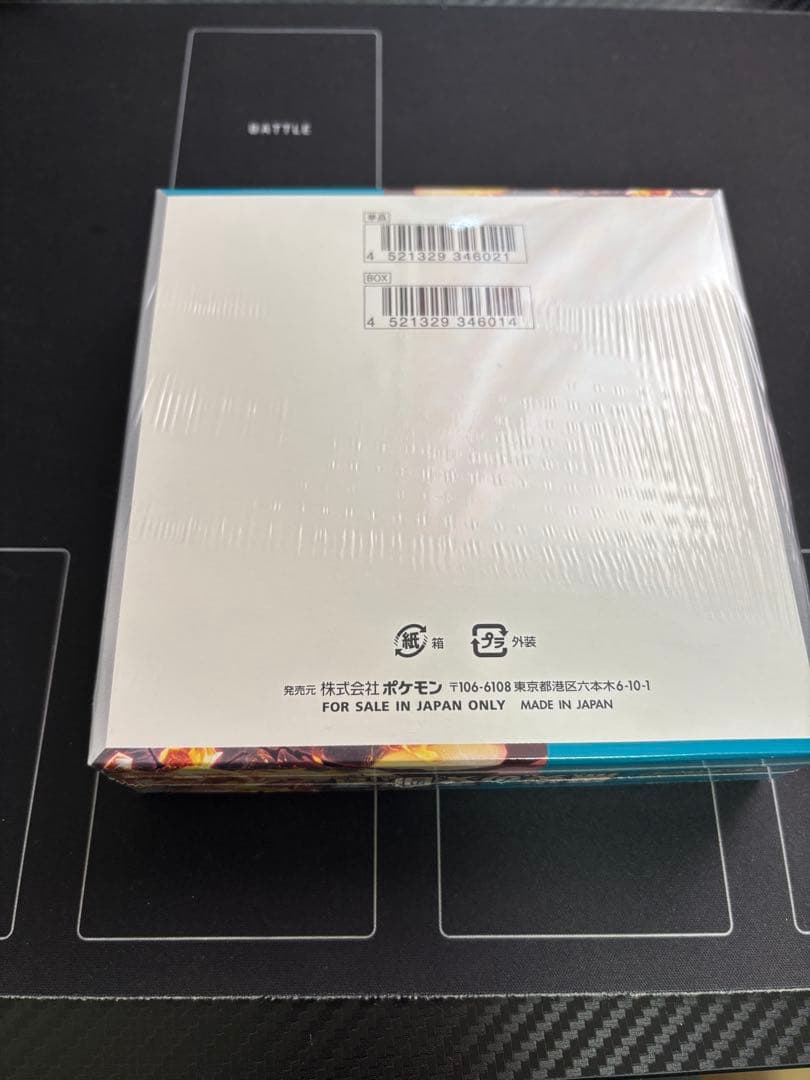 BATTLE
単品
4 521329 346021
BOX
4 521329 346014
紙 箱 プラ 外装
発売元 株式会社 ポケモン 〒106-6108 東京都港区六本木6-10-1
FOR SALE IN JAPAN ONLY MADE IN JAPAN